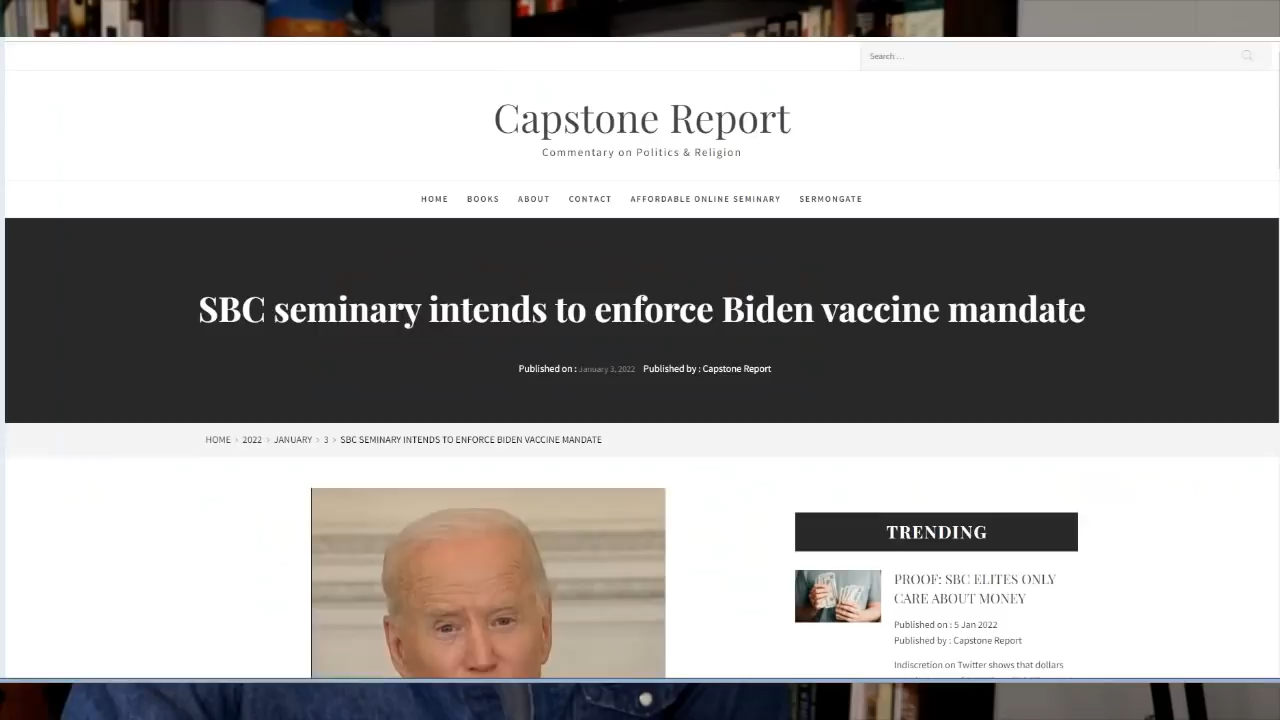 Search …
Capstone Report
Commentary on Politics & Religion
HOME BOOKS ABOUT CONTACT AFFORDABLE ONLINE SEMINARY SERMONGATE
SBC seminary intends to enforce Biden vaccine mandate
Published on : January 3, 2022 Published by : Capstone Report
HOME › 2022 › JANUARY › 3 › SBC SEMINARY INTENDS TO ENFORCE BIDEN VACCINE MANDATE
TRENDING
PROOF: SBC ELITES ONLY
CARE ABOUT MONEY
Published on : 5 Jan 2022
Published by : Capstone Report
Indiscretion on Twitter shows that dollars